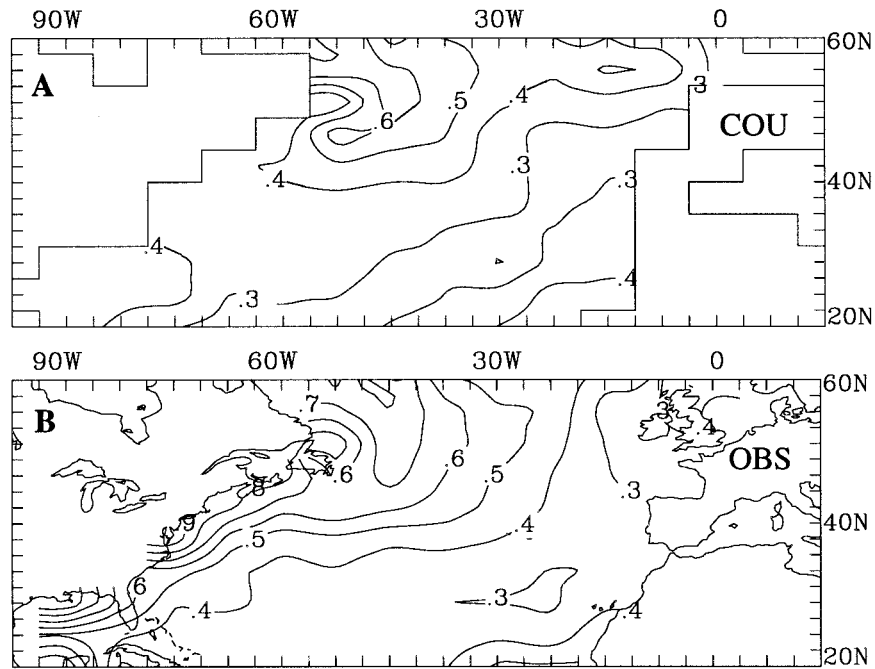 90W 60W 30W 0
60N
A
.3
.5 .4
.6
COU
.3
.4 .3 40N
.4
.4
.3
20N
90W 60W 30W 0
60N
B .7 .3
.4
OBS
.6 .6
.8 .5
.3
.9
.5 .4 40N
.6
.4 .3 .4
20N